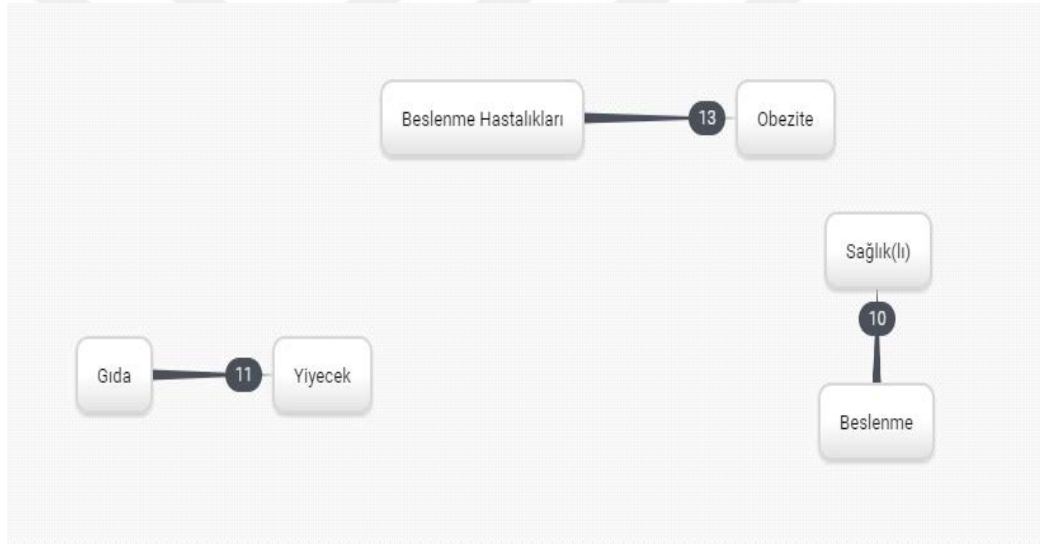 Beslenme Hastalıkları 13 Obezite
Sağlık(lı)
10
Gıda 11 Yiyecek
Beslenme